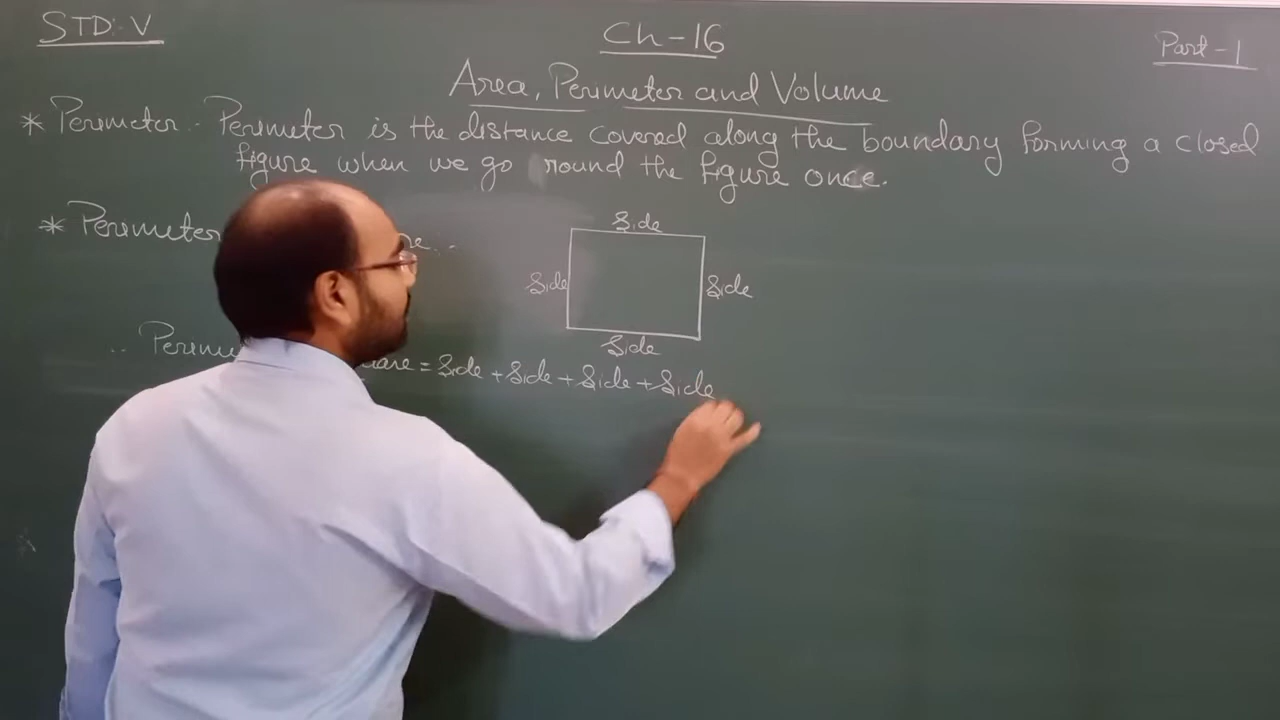 STD: V
Ch-16
Part-1
Area, Perimeter and Volume
* Perimeter:- Perimeter is the distance covered along the boundary forming a closed
figure when we go round the figure once.
* Perimeter
Side
Side
Side
Side
= Side + Side + Side + Side